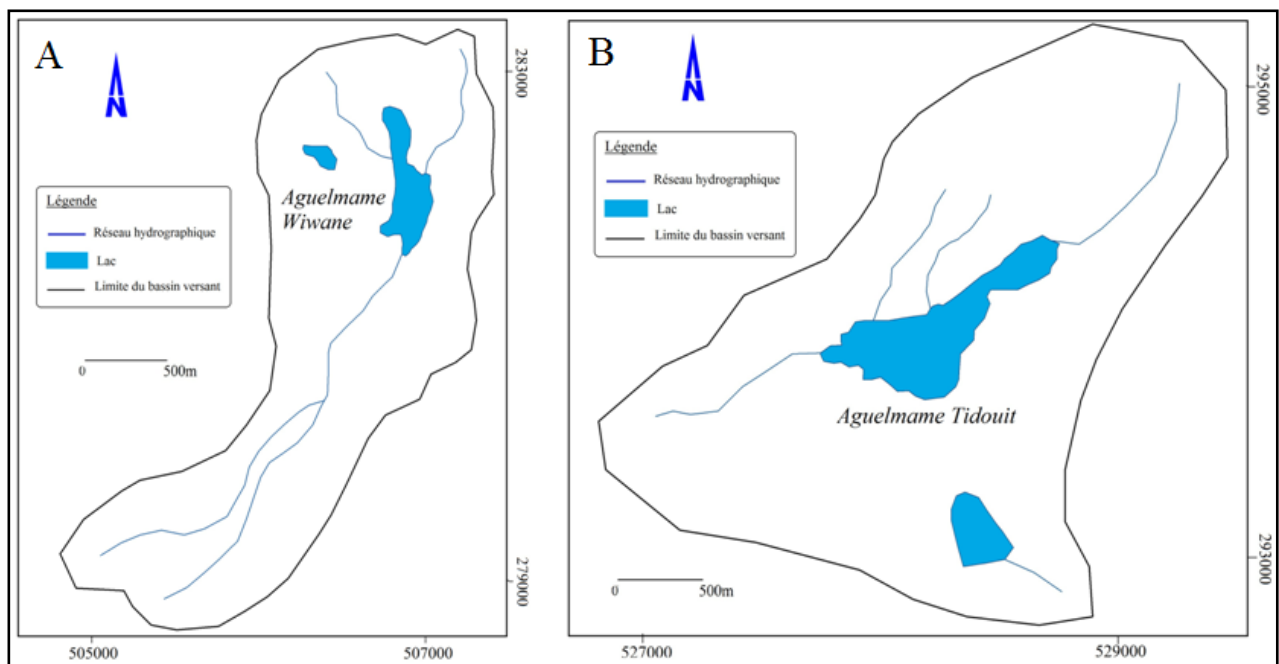 A
N
283000
Aguelmame
Wiwane
Légende
Réseau hydrographique
Lac
Limite du bassin versant
0 500m
279000
505000 507000
B
N
295000
Légende
Réseau hydrographique
Lac
Limite du bassin versant
Aguelmame Tidouit
0 500m
293000
527000 529000